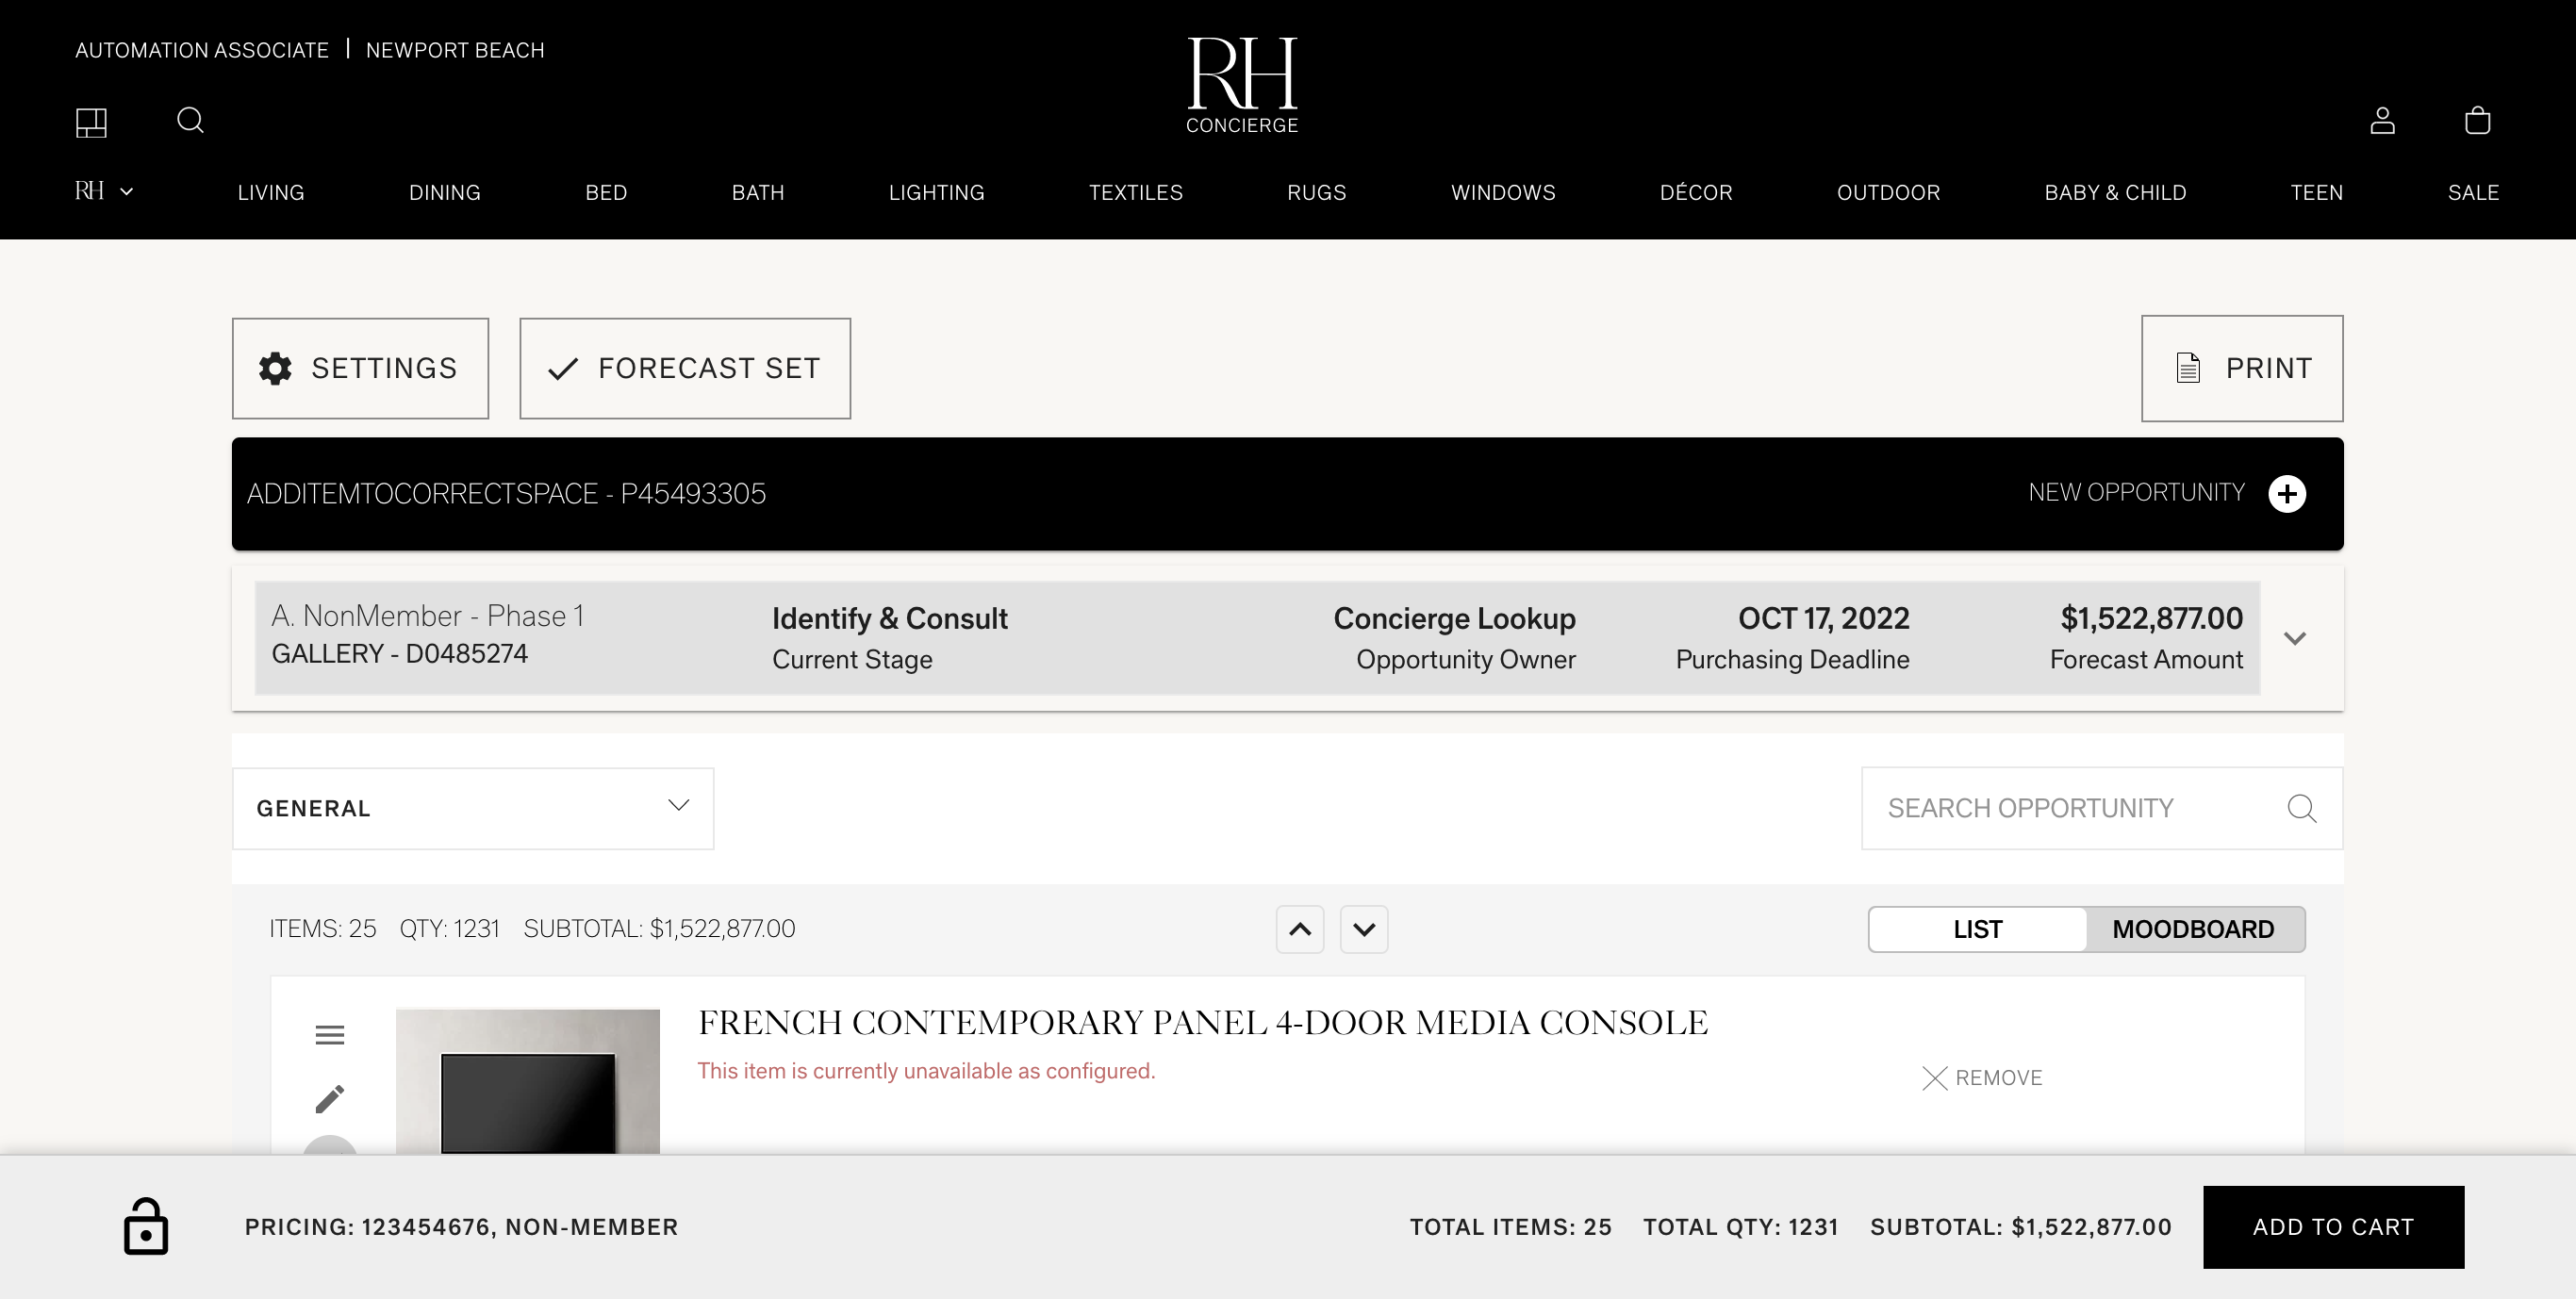 AUTOMATION ASSOCIATE | NEWPORT BEACH
RH
CONCIERGE
RH LIVING DINING BED BATH LIGHTING TEXTILES RUGS WINDOWS DÉCOR OUTDOOR BABY & CHILD TEEN SALE
SETTINGS FORECAST SET PRINT
ADDITEMTOCORRECTSPACE - P45493305 NEW OPPORTUNITY
A. NonMember - Phase 1 Identify & Consult Concierge Lookup OCT 17, 2022 $1,522,877.00
GALLERY - D0485274 Current Stage Opportunity Owner Purchasing Deadline Forecast Amount
GENERAL SEARCH OPPORTUNITY
ITEMS: 25 QTY: 1231 SUBTOTAL: $1,522,877.00 LIST MOODBOARD
FRENCH CONTEMPORARY PANEL 4-DOOR MEDIA CONSOLE
This item is currently unavailable as configured.
REMOVE
PRICING: 123454676, NON-MEMBER TOTAL ITEMS: 25 TOTAL QTY: 1231 SUBTOTAL: $1,522,877.00 ADD TO CART